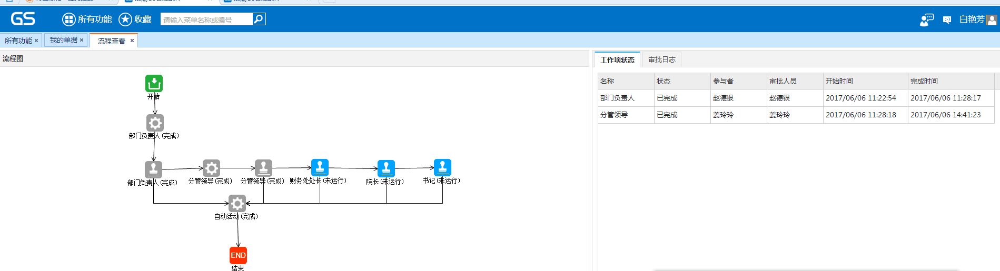 GS
所有功能
收藏
请输入菜单名称或编号
白艳芳
所有功能 ×
我的单据 ×
流程查看 ×
流程图
开始
部门负责人(完成)
部门负责人(完成)
分管领导(完成)
分管领导(完成)
财务处处长(未运行)
院长(未运行)
书记(未运行)
自动活动(完成)
END
结束
工作项状态
审批日志
名称 状态 参与者 审批人员 开始时间 完成时间
部门负责人 已完成 赵德银 赵德银 2017/06/06 11:22:54 2017/06/06 11:28:17
分管领导 已完成 姜玲玲 姜玲玲 2017/06/06 11:28:18 2017/06/06 14:41:23